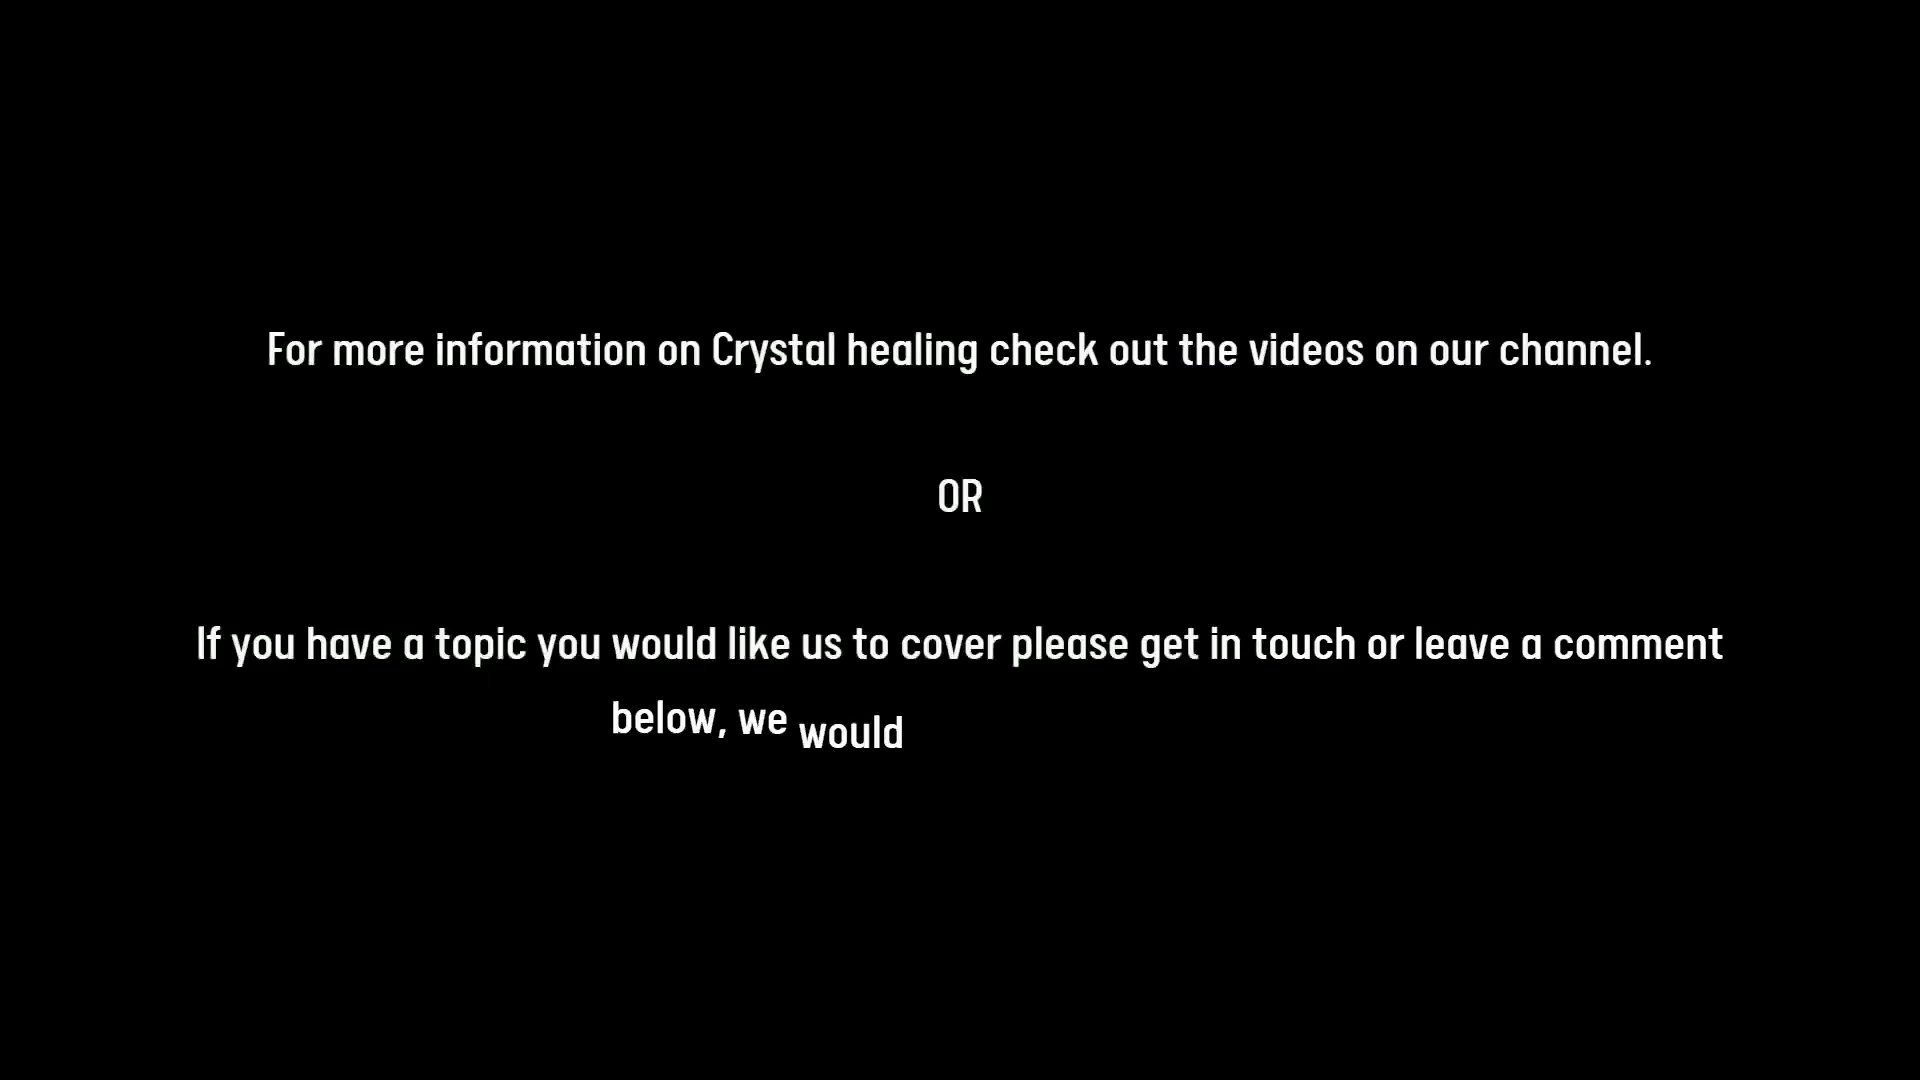 For more information on Crystal healing check out the videos on our channel.
OR
If you have a topic you would like us to cover please get in touch or leave a comment
below, we would